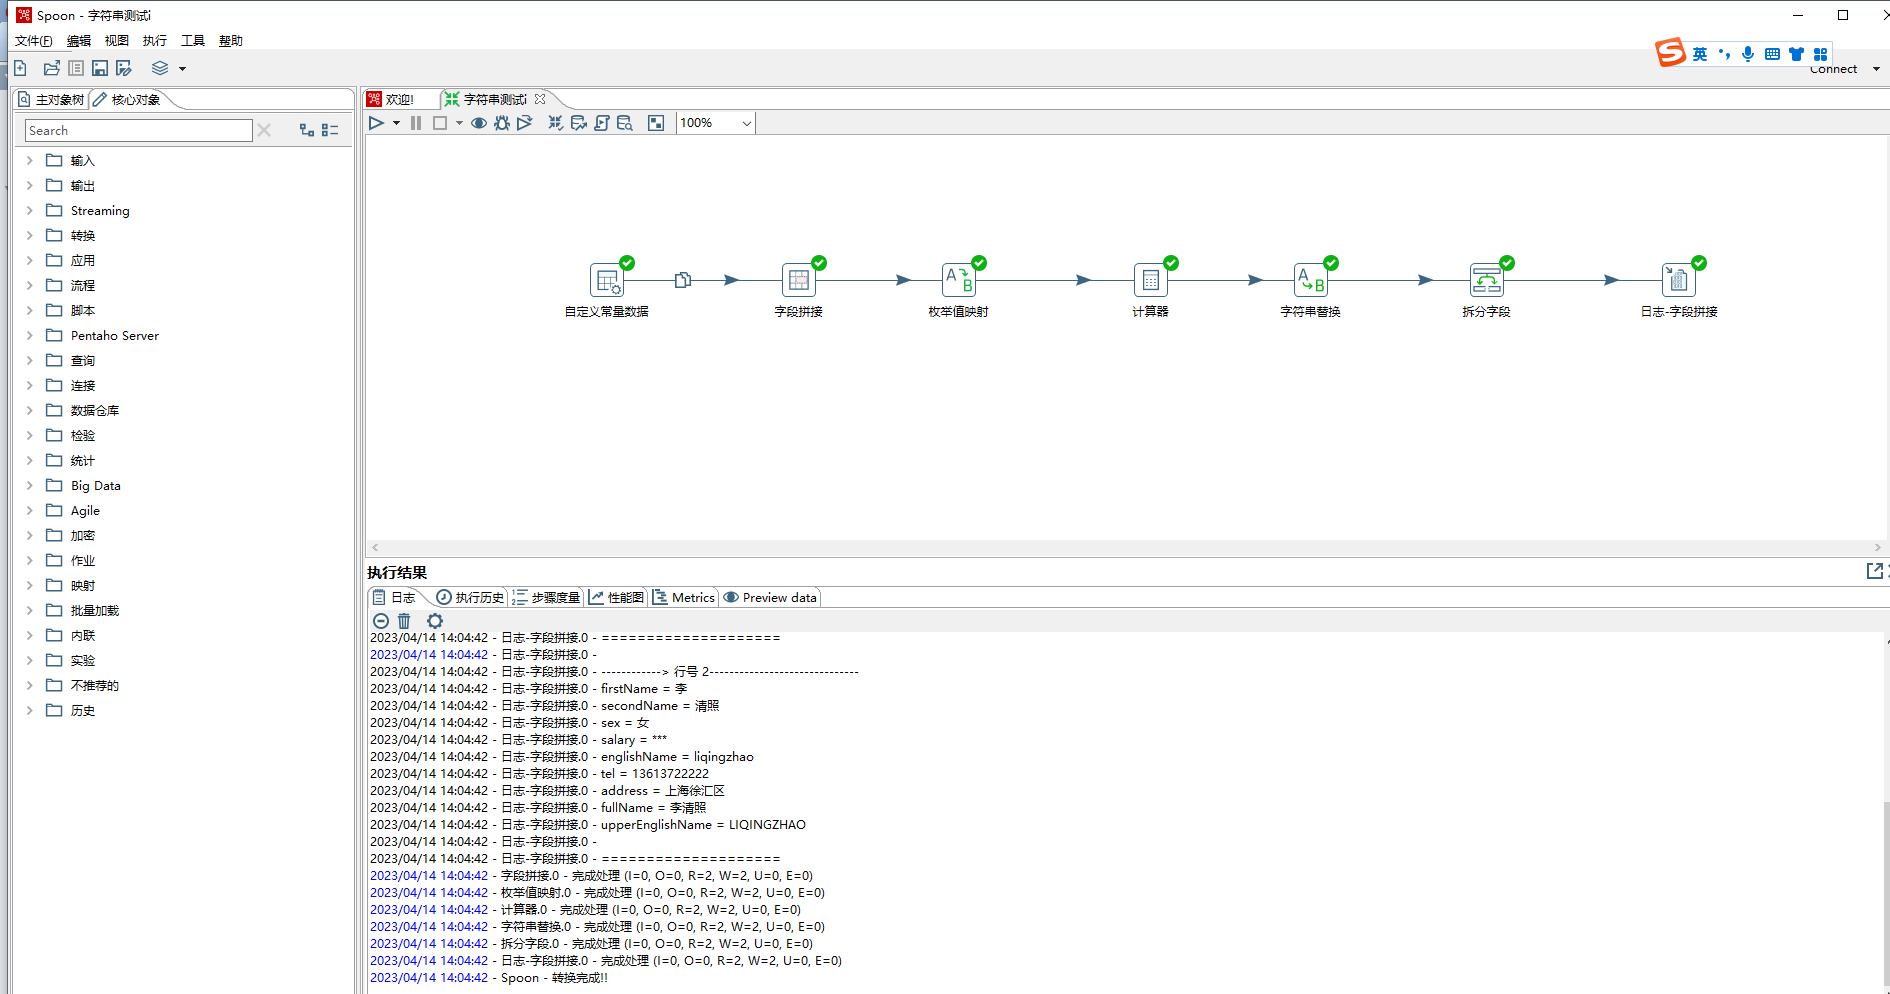 Spoon - 字符串测试i
文件(F) 编辑 视图 执行 工具 帮助
英
Connect
主对象树 核心对象
欢迎! 字符串测试i
Search
100%
输入
输出
Streaming
转换
应用
流程
脚本
Pentaho Server
查询
连接
数据仓库
检验
统计
Big Data
Agile
加密
作业
映射
批量加载
内联
实验
不推荐的
历史
自定义常量数据 字段拼接 枚举值映射 计算器 字符串替换 拆分字段 日志-字段拼接
执行结果
日志 执行历史 步骤度量 性能图 Metrics Preview data
2023/04/14 14:04:42 - 日志-字段拼接.0 - ====================
2023/04/14 14:04:42 - 日志-字段拼接.0 -
2023/04/14 14:04:42 - 日志-字段拼接.0 - ------------> 行号 2------------------------------
2023/04/14 14:04:42 - 日志-字段拼接.0 - firstName = 李
2023/04/14 14:04:42 - 日志-字段拼接.0 - secondName = 清照
2023/04/14 14:04:42 - 日志-字段拼接.0 - sex = 女
2023/04/14 14:04:42 - 日志-字段拼接.0 - salary = ***
2023/04/14 14:04:42 - 日志-字段拼接.0 - englishName = liqingzhao
2023/04/14 14:04:42 - 日志-字段拼接.0 - tel = 13613722222
2023/04/14 14:04:42 - 日志-字段拼接.0 - address = 上海徐汇区
2023/04/14 14:04:42 - 日志-字段拼接.0 - fullName = 李清照
2023/04/14 14:04:42 - 日志-字段拼接.0 - upperEnglishName = LIQINGZHAO
2023/04/14 14:04:42 - 日志-字段拼接.0 -
2023/04/14 14:04:42 - 日志-字段拼接.0 - ====================
2023/04/14 14:04:42 - 字段拼接.0 - 完成处理 (I=0, O=0, R=2, W=2, U=0, E=0)
2023/04/14 14:04:42 - 枚举值映射.0 - 完成处理 (I=0, O=0, R=2, W=2, U=0, E=0)
2023/04/14 14:04:42 - 计算器.0 - 完成处理 (I=0, O=0, R=2, W=2, U=0, E=0)
2023/04/14 14:04:42 - 字符串替换.0 - 完成处理 (I=0, O=0, R=2, W=2, U=0, E=0)
2023/04/14 14:04:42 - 拆分字段.0 - 完成处理 (I=0, O=0, R=2, W=2, U=0, E=0)
2023/04/14 14:04:42 - 日志-字段拼接.0 - 完成处理 (I=0, O=0, R=2, W=2, U=0, E=0)
2023/04/14 14:04:42 - Spoon - 转换完成!!